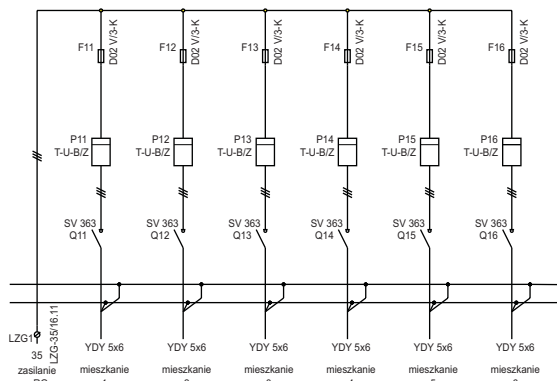 F11 D02 V/3-K F12 D02 V/3-K F13 D02 V/3-K F14 D02 V/3-K F15 D02 V/3-K F16 D02 V/3-K
P11 P12 P13 P14 P15 P16
T-U-B/Z T-U-B/Z T-U-B/Z T-U-B/Z T-U-B/Z T-U-B/Z
SV 363 SV 363 SV 363 SV 363 SV 363 SV 363
Q11 Q12 Q13 Q14 Q15 Q16
LZG1 LZG-35/16.11
35 YDY 5x6 YDY 5x6 YDY 5x6 YDY 5x6 YDY 5x6 YDY 5x6
zasilanie mieszkanie mieszkanie mieszkanie mieszkanie mieszkanie mieszkanie